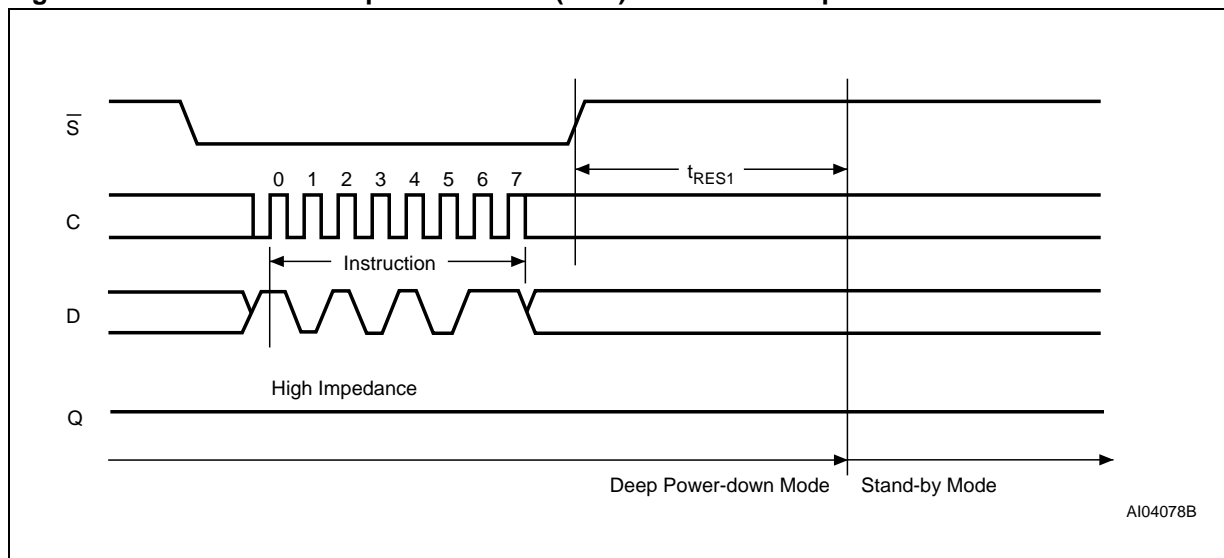 S
0 1 2 3 4 5 6 7
tRES1
C
Instruction
D
High Impedance
Q
Deep Power-down Mode Stand-by Mode
AI04078B